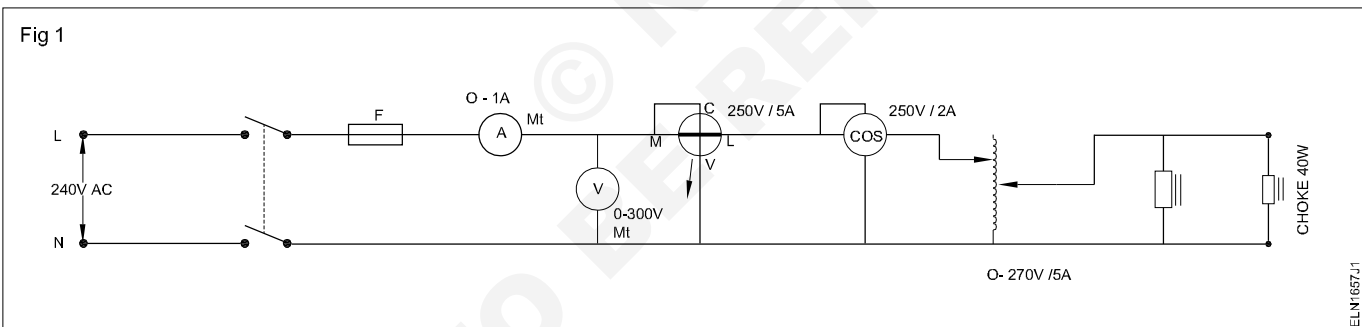 Fig 1
O - 1A
Mt
F
A
C
250V / 5A
M
L
V
250V / 2A
COS
L
240V AC
N
V
0-300V
Mt
O- 270V /5A
CHOKE 40W
ELN1657J1
©